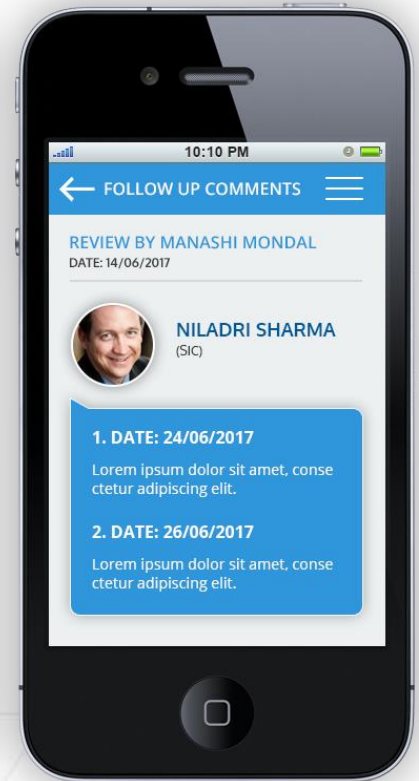 10:10 PM
FOLLOW UP COMMENTS
REVIEW BY MANASHI MONDAL
DATE: 14/06/2017
NILADRI SHARMA
(SIC)
1. DATE: 24/06/2017
Lorem ipsum dolor sit amet, conse
ctetur adipiscing elit.
2. DATE: 26/06/2017
Lorem ipsum dolor sit amet, conse
ctetur adipiscing elit.